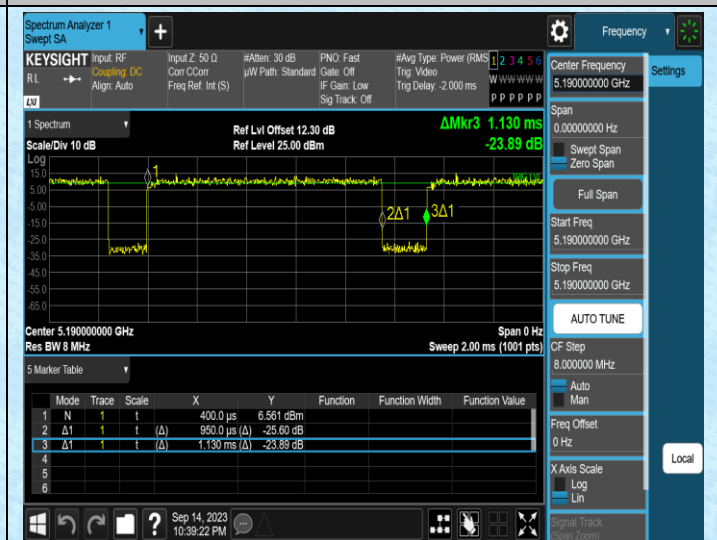 Spectrum Analyzer 1
Swept SA
+
Frequency
KEYSIGHT
RL
LXI
Input: RF
Coupling: DC
Align: Auto
Input Z: 50 Ω
Corr CCorr
Freq Ref: Int (S)
#Atten: 30 dB
µW Path: Standard
PNO: Fast
Gate: Off
IF Gain: Low
Sig Track: Off
#Avg Type: Power (RMS
Trig: Video
Trig Delay: -2.000 ms
1 2 3 4 5 6
W W W W W W
P P P P P P
Center Frequency
5.190000000 GHz
Settings
Span
0.00000000 Hz
Swept Span
Zero Span
Full Span
Start Freq
5.190000000 GHz
Stop Freq
5.190000000 GHz
AUTO TUNE
CF Step
8.000000 MHz
Auto
Man
Freq Offset
0 Hz
X Axis Scale
Log
Lin
Signal Track
(Span Zoom)
Local
1 Spectrum
Scale/Div 10 dB
Ref Lvl Offset 12.30 dB
Ref Level 25.00 dBm
ΔMkr3 1.130 ms
-23.89 dB
Log
15.0
5.00
-5.00
-15.0
-25.0
-35.0
-45.0
-55.0
-65.0
1
2Δ1
3Δ1
Center 5.190000000 GHz
Res BW 8 MHz
Span 0 Hz
Sweep 2.00 ms (1001 pts)
5 Marker Table
Mode Trace Scale X Y Function Function Width Function Value
1 N 1 t 400.0 µs 6.561 dBm
2 Δ1 1 t (Δ) 950.0 µs (Δ) -25.60 dB
3 Δ1 1 t (Δ) 1.130 ms (Δ) -23.89 dB
4
5
6
?
Sep 14, 2023
10:39:22 PM